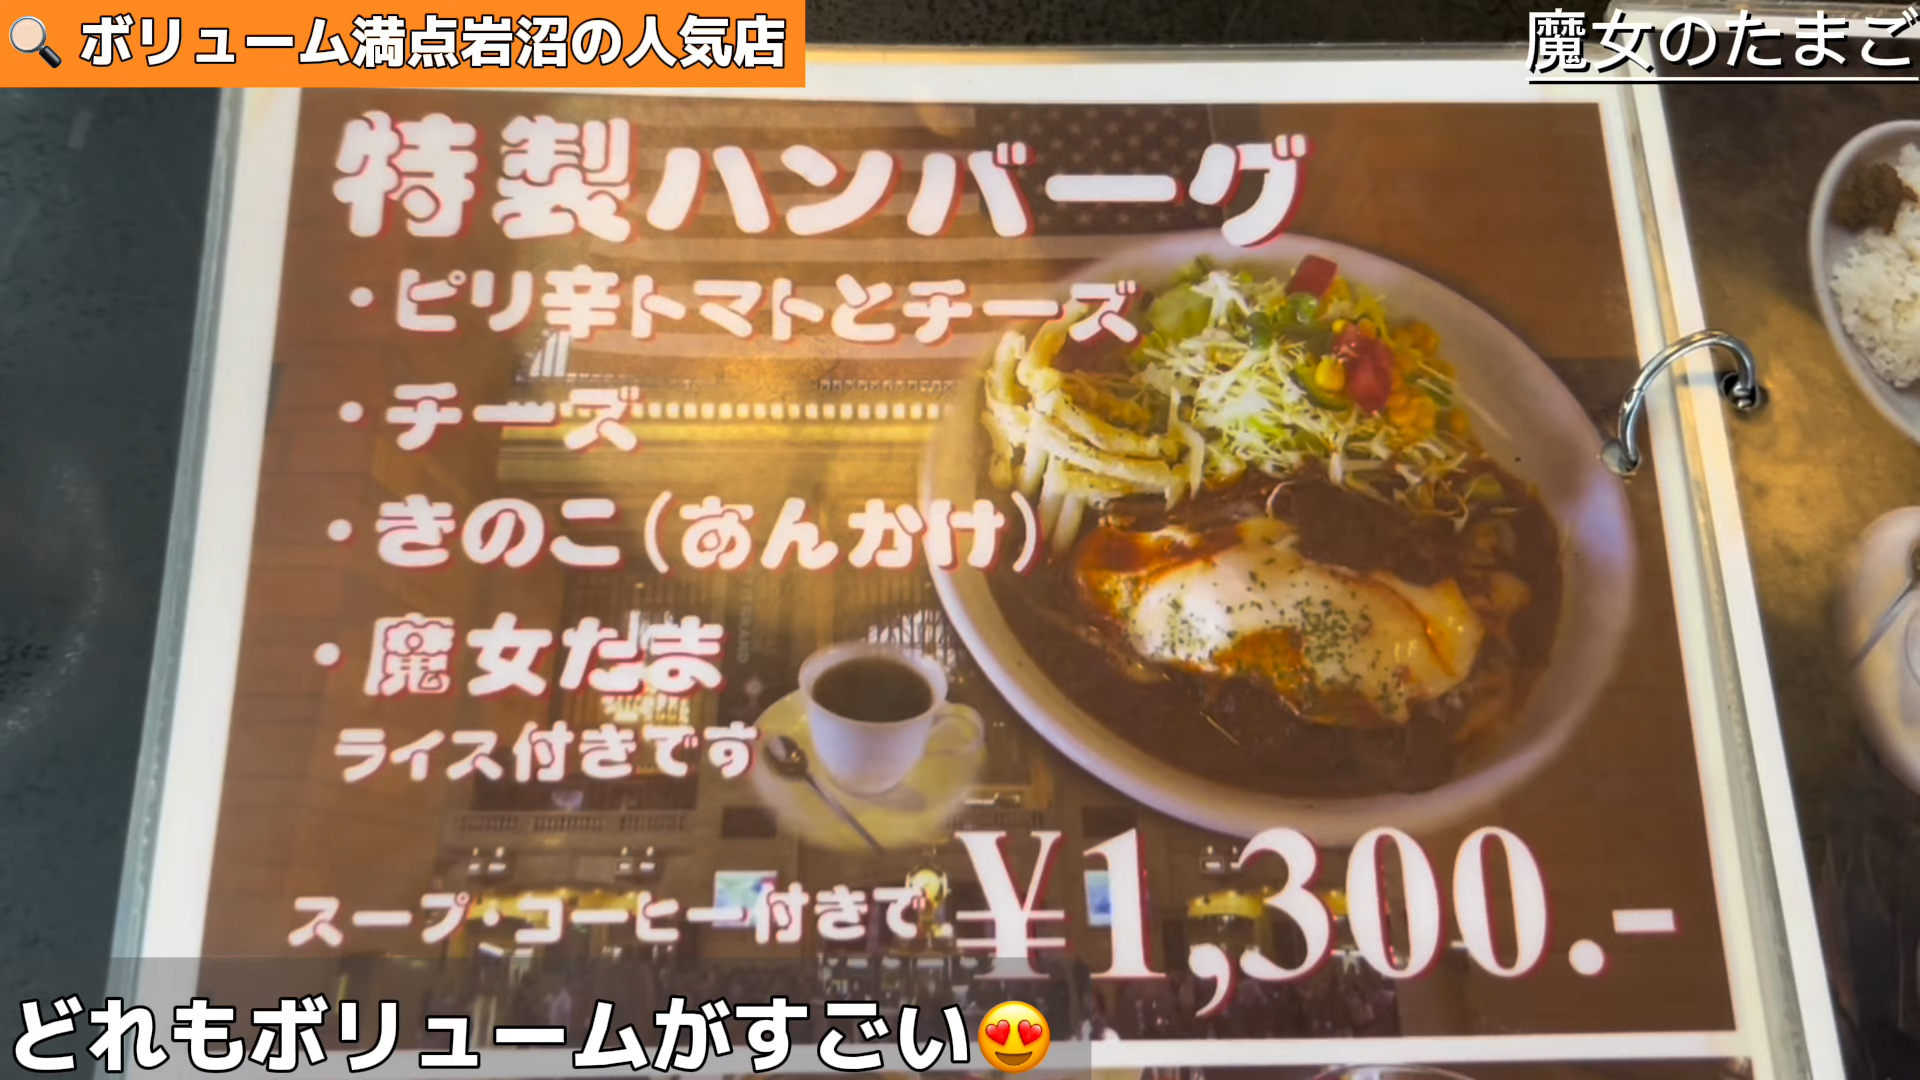 ボリューム満点岩沼の人気店
魔女のたまご
特製ハンバーグ
・ピリ辛トマトとチーズ
・チーズ
・きのこ(あんかけ)
・魔女たま
ライス付きです
スープ・コーヒー付きで ¥1,300.-
どれもボリュームがすごい😍